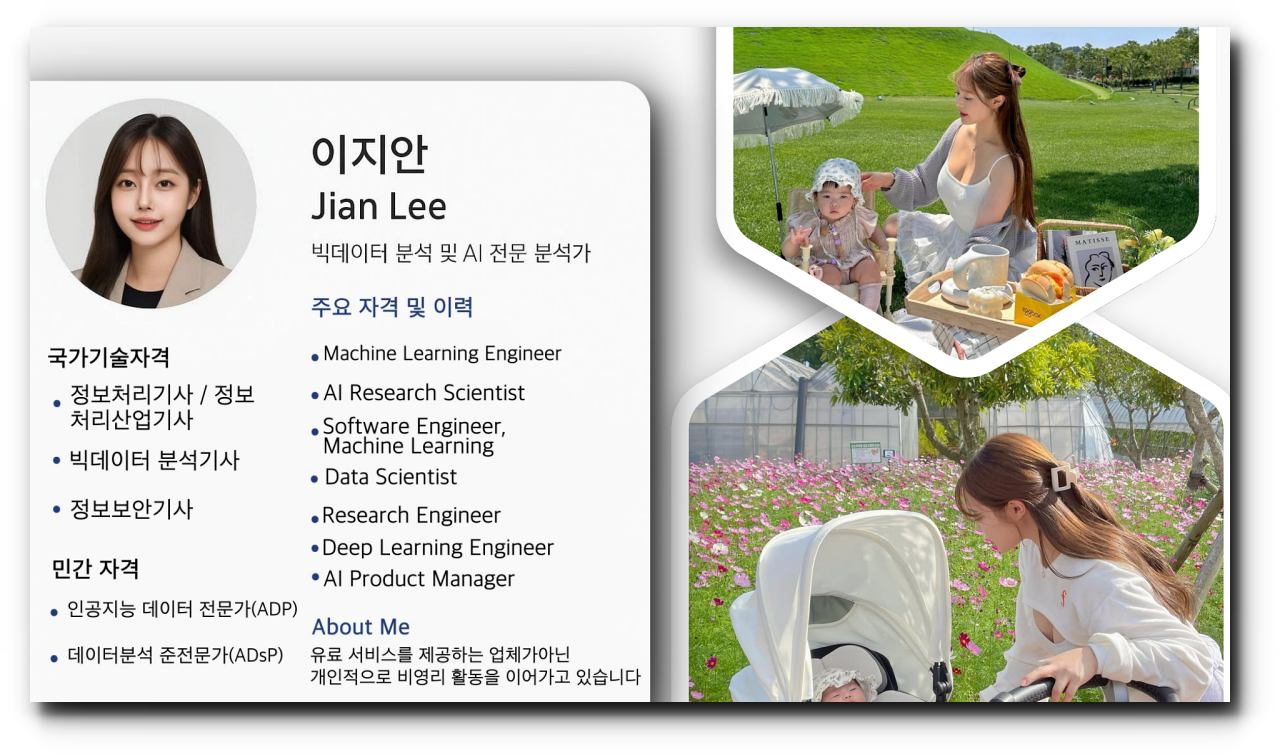 이지안
Jian Lee
빅데이터 분석 및 AI 전문 분석가
국가기술자격
• 정보처리기사 / 정보
처리산업기사
• 빅데이터 분석기사
• 정보보안기사
민간 자격
• 인공지능 데이터 전문가(ADP)
• 데이터분석 준전문가(ADsP)
주요 자격 및 이력
• Machine Learning Engineer
• AI Research Scientist
• Software Engineer,
Machine Learning
• Data Scientist
• Research Engineer
• Deep Learning Engineer
• AI Product Manager
About Me
유료 서비스를 제공하는 업체가아닌
개인적으로 비영리 활동을 이어가고 있습니다
MATISSE